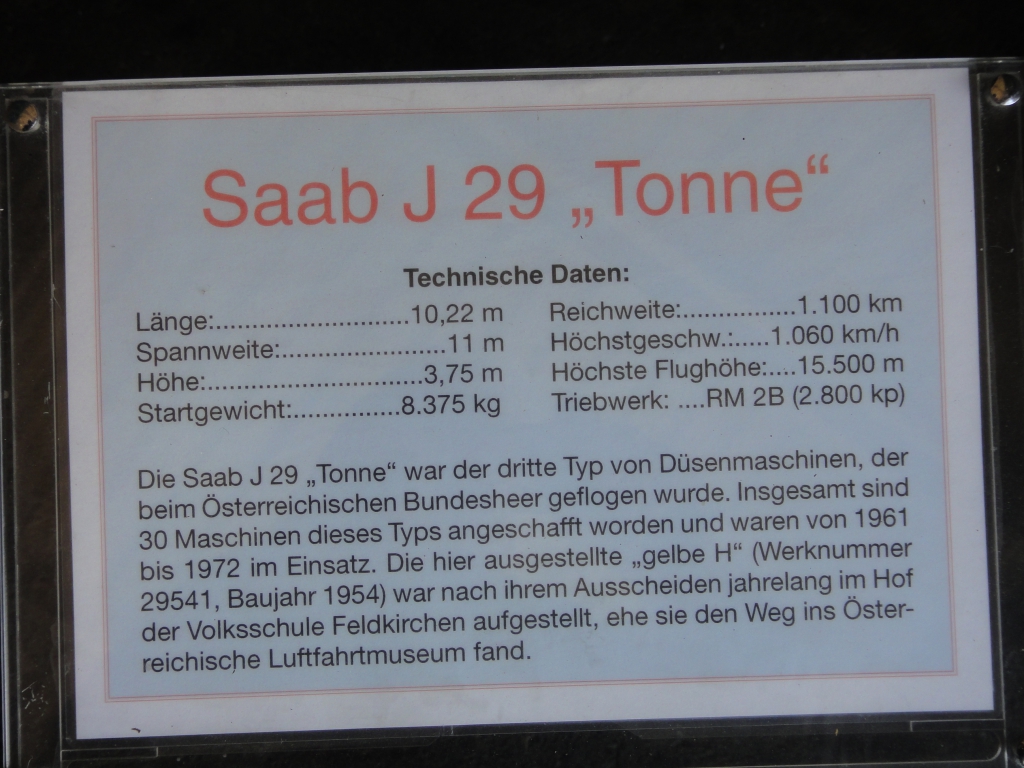 Saab J 29 „Tonne“
Technische Daten:
Länge:...........................10,22 m
Spannweite:.......................11 m
Höhe:..............................3,75 m
Startgewicht:...............8.375 kg
Reichweite:................1.100 km
Höchstgeschw.:.....1.060 km/h
Höchste Flughöhe:....15.500 m
Triebwerk: ....RM 2B (2.800 kp)
Die Saab J 29 „Tonne“ war der dritte Typ von Düsenmaschinen, der
beim Österreichischen Bundesheer geflogen wurde. Insgesamt sind
30 Maschinen dieses Typs angeschafft worden und waren von 1961
bis 1972 im Einsatz. Die hier ausgestellte „gelbe H“ (Werknummer
29541, Baujahr 1954) war nach ihrem Ausscheiden jahrelang im Hof
der Volksschule Feldkirchen aufgestellt, ehe sie den Weg ins Öster-
reichische Luftfahrtmuseum fand.